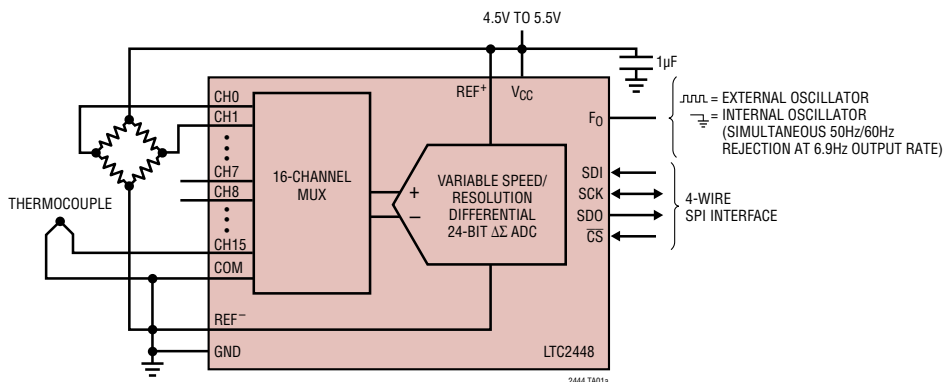 4.5V TO 5.5V
1µF
CH0
CH1
CH7
CH8
CH15
COM
REF⁻
GND
THERMOCOUPLE
16-CHANNEL
MUX
REF⁺
VCC
+
−
VARIABLE SPEED/
RESOLUTION
DIFFERENTIAL
24-BIT ΔΣ ADC
FO
= EXTERNAL OSCILLATOR
= INTERNAL OSCILLATOR
(SIMULTANEOUS 50Hz/60Hz
REJECTION AT 6.9Hz OUTPUT RATE)
SDI
SCK
SDO
C̅S̅
4-WIRE
SPI INTERFACE
LTC2448
2444 TA01a